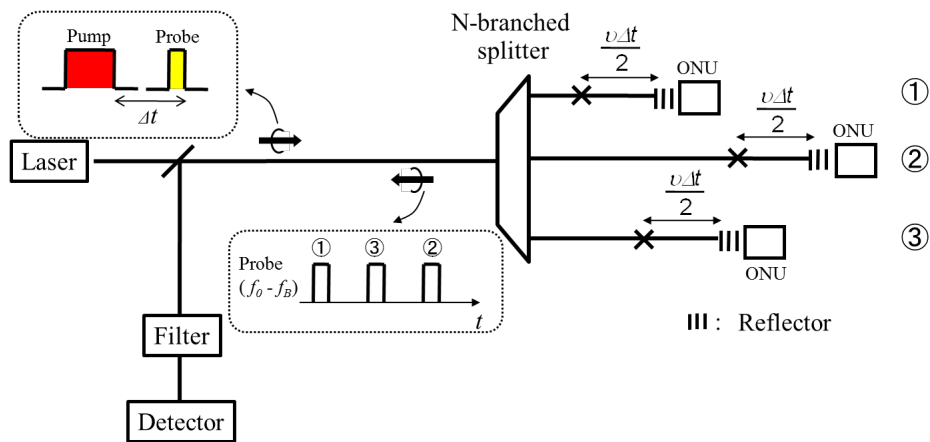 Pump
Probe
Δt
Laser
N-branched
splitter
υΔt
2
ONU
①
υΔt
2
ONU
②
υΔt
2
ONU
③
① ③ ②
Probe
(f0 - fB)
t
Filter
Detector
: Reflector